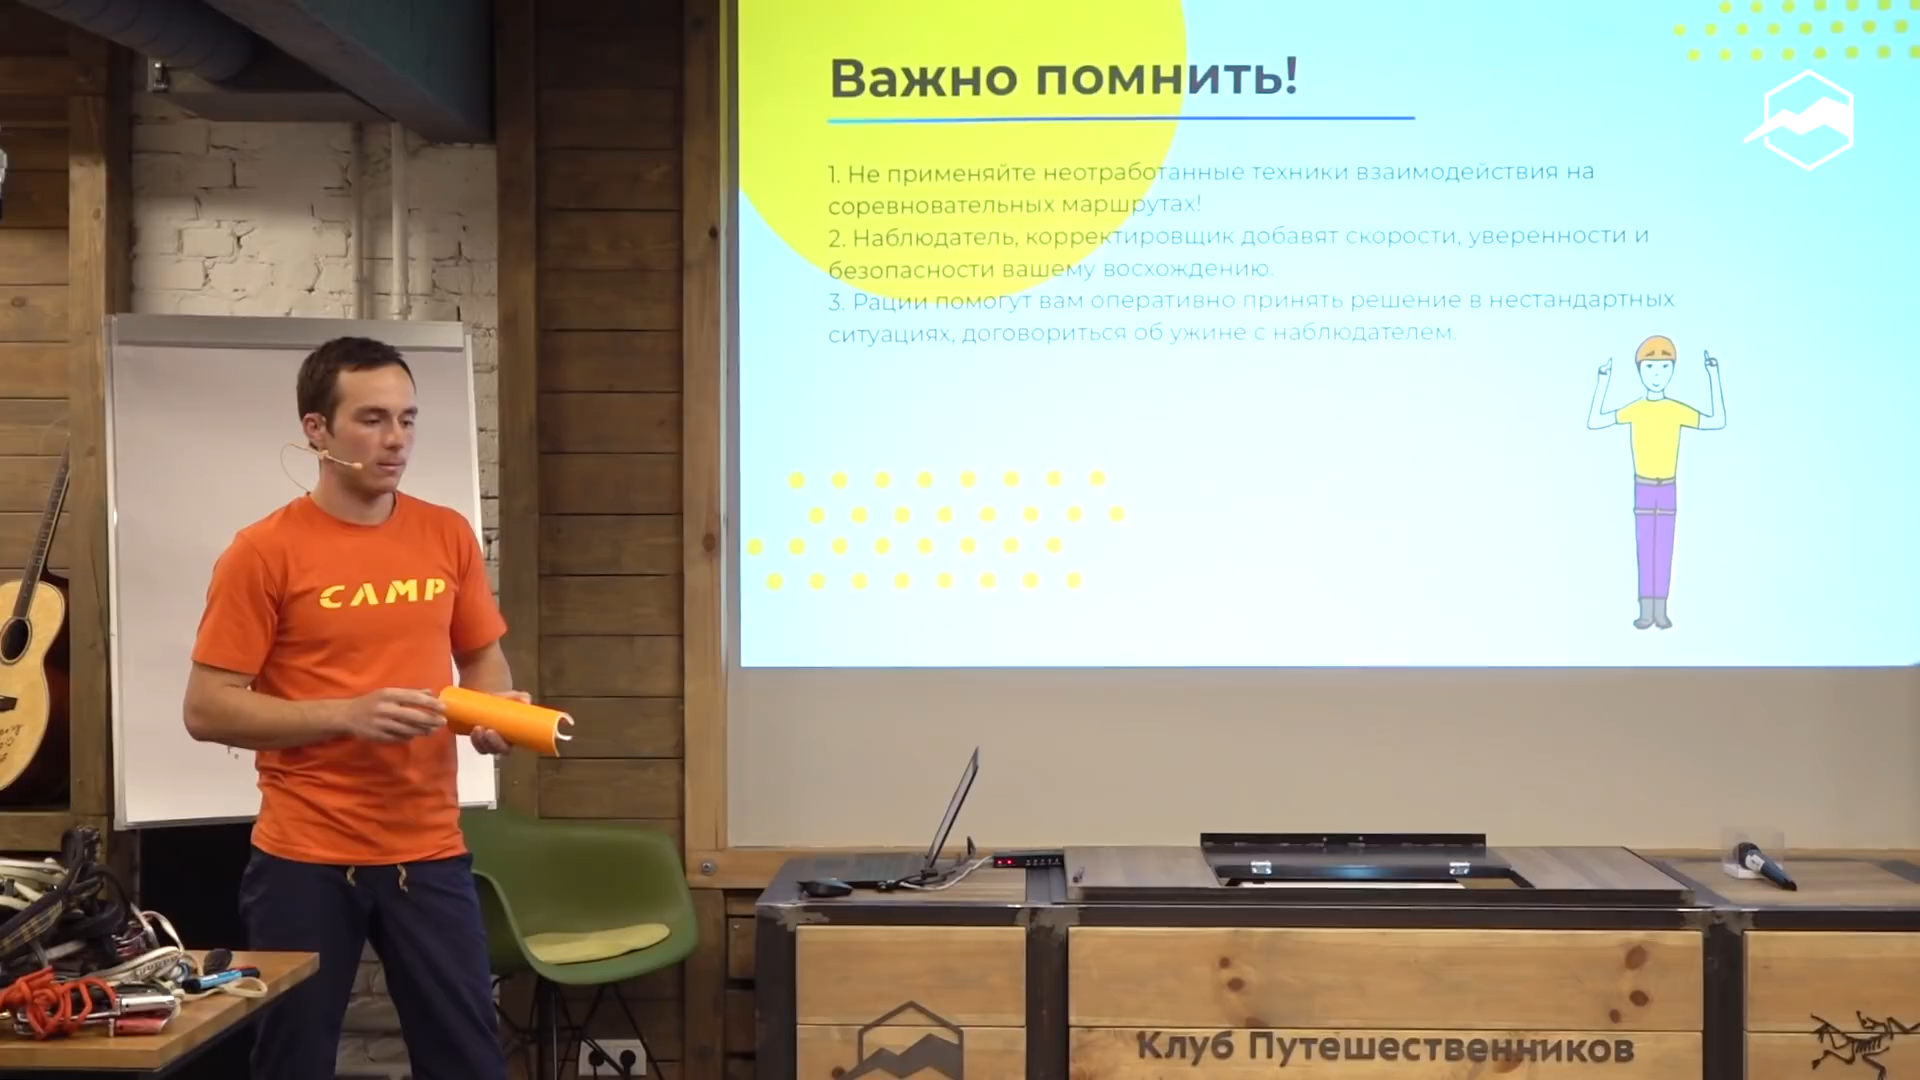 Важно помнить!
1. Не применяйте неотработанные техники взаимодействия на
соревновательных маршрутах!
2. Наблюдатель, корректировщик добавят скорости, уверенности и
безопасности вашему восхождению.
3. Рации помогут вам оперативно принять решение в нестандартных
ситуациях, договориться об ужине с наблюдателем.
CAMP
Клуб Путешественников